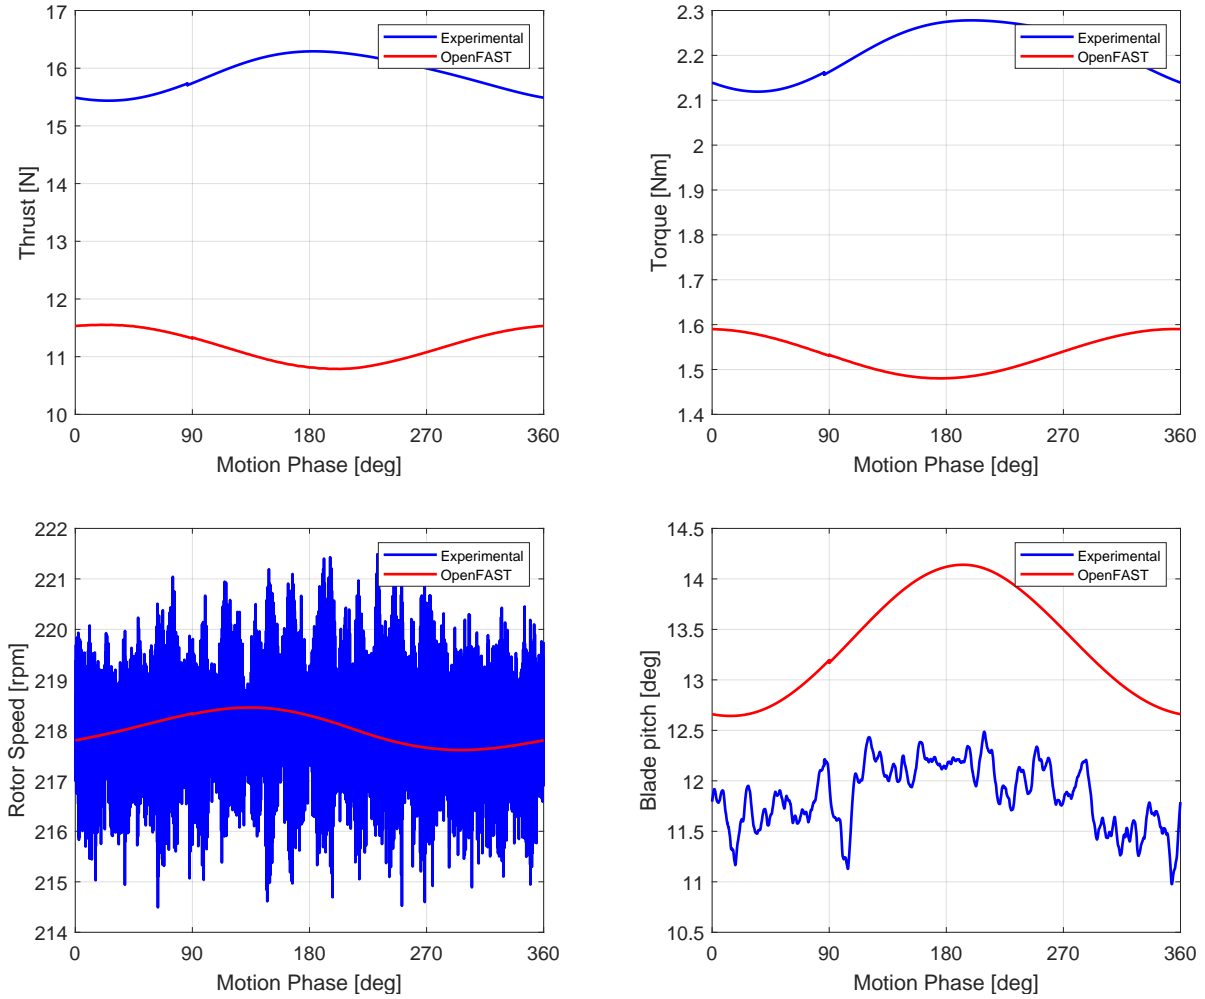 17
16
15
14
13
12
11
10
Thrust [N]
0 90 180 270 360
Motion Phase [deg]
Experimental
OpenFAST
2.3
2.2
2.1
2
1.9
1.8
1.7
1.6
1.5
1.4
Torque [Nm]
0 90 180 270 360
Motion Phase [deg]
Experimental
OpenFAST
222
221
220
219
218
217
216
215
214
Rotor Speed [rpm]
0 90 180 270 360
Motion Phase [deg]
Experimental
OpenFAST
14.5
14
13.5
13
12.5
12
11.5
11
10.5
Blade pitch [deg]
0 90 180 270 360
Motion Phase [deg]
Experimental
OpenFAST